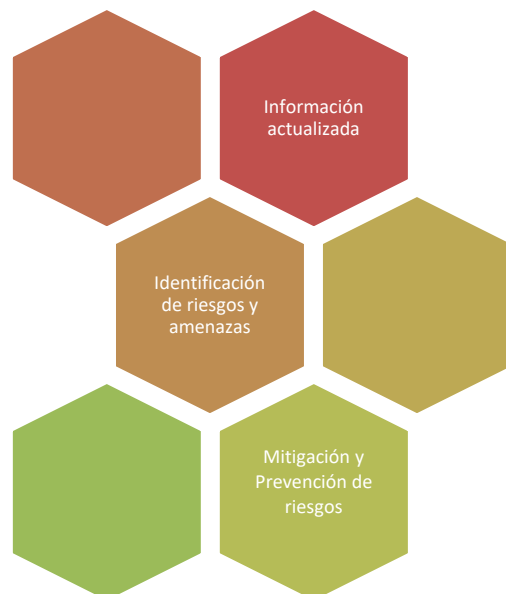 Información
actualizada
Identificación
de riesgos y
amenazas
Mitigación y
Prevención de
riesgos